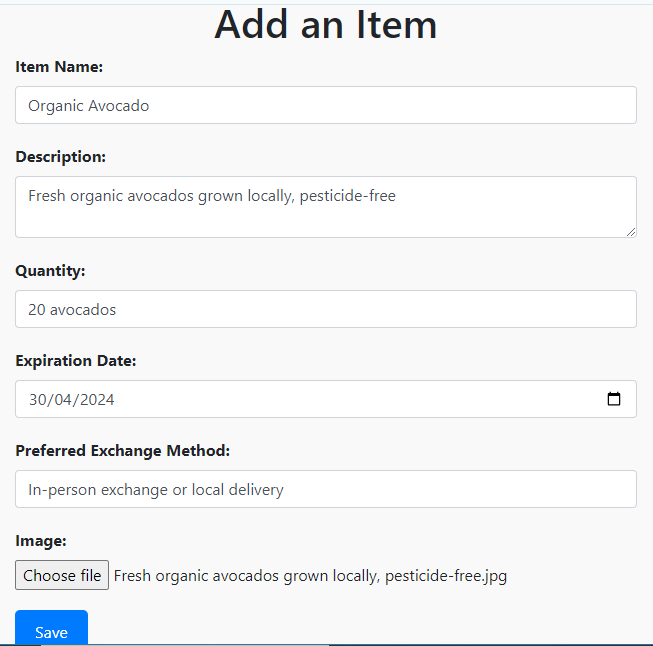 Add an Item
Item Name:
Organic Avocado
Description:
Fresh organic avocados grown locally, pesticide-free
Quantity:
20 avocados
Expiration Date:
30/04/2024
Preferred Exchange Method:
In-person exchange or local delivery
Image:
Choose file Fresh organic avocados grown locally, pesticide-free.jpg
Save